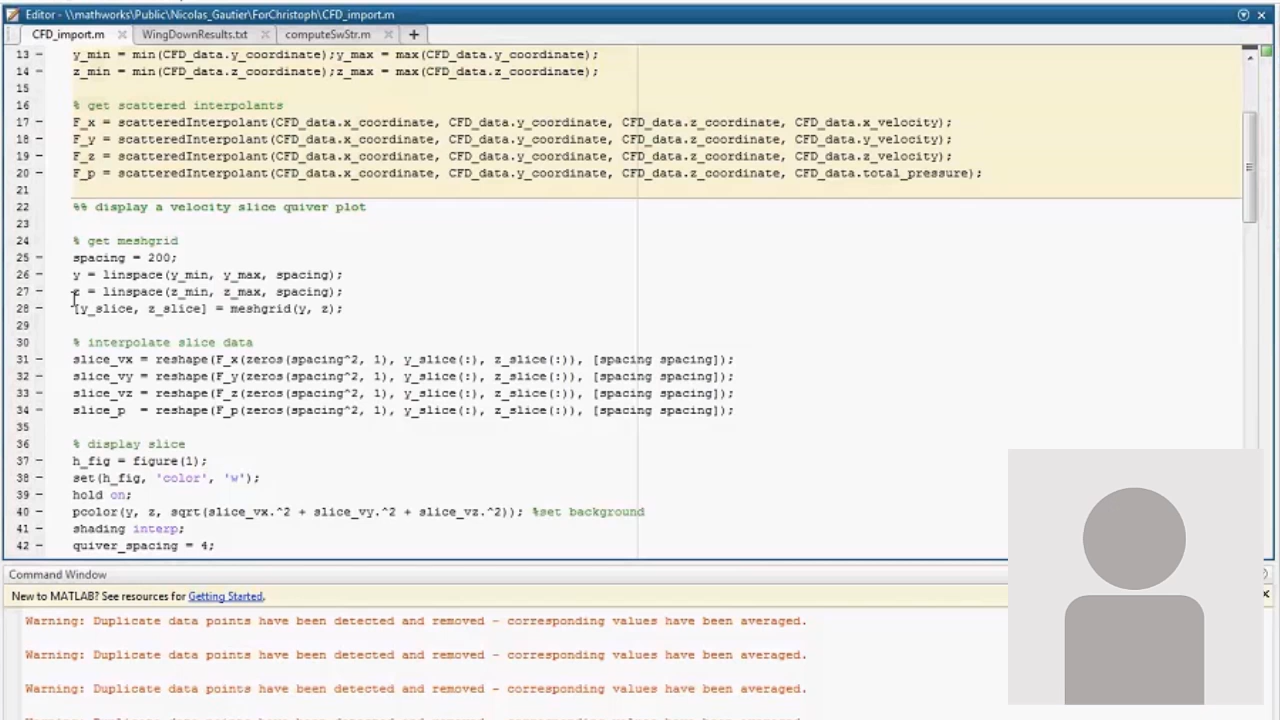 Editor - \\mathworks\Public\Nicolas_Gautier\ForChristoph\CFD_import.m
CFD_import.m × WingDownResults.txt × computeSwStr.m × +
13 - y_min = min(CFD_data.y_coordinate);y_max = max(CFD_data.y_coordinate);
14 - z_min = min(CFD_data.z_coordinate);z_max = max(CFD_data.z_coordinate);
15
16 % get scattered interpolants
17 - F_x = scatteredInterpolant(CFD_data.x_coordinate, CFD_data.y_coordinate, CFD_data.z_coordinate, CFD_data.x_velocity);
18 - F_y = scatteredInterpolant(CFD_data.x_coordinate, CFD_data.y_coordinate, CFD_data.z_coordinate, CFD_data.y_velocity);
19 - F_z = scatteredInterpolant(CFD_data.x_coordinate, CFD_data.y_coordinate, CFD_data.z_coordinate, CFD_data.z_velocity);
20 - F_p = scatteredInterpolant(CFD_data.x_coordinate, CFD_data.y_coordinate, CFD_data.z_coordinate, CFD_data.total_pressure);
21
22 %% display a velocity slice quiver plot
23
24 % get meshgrid
25 - spacing = 200;
26 - y = linspace(y_min, y_max, spacing);
27 - z = linspace(z_min, z_max, spacing);
28 - [y_slice, z_slice] = meshgrid(y, z);
29
30 % interpolate slice data
31 - slice_vx = reshape(F_x(zeros(spacing^2, 1), y_slice(:), z_slice(:)), [spacing spacing]);
32 - slice_vy = reshape(F_y(zeros(spacing^2, 1), y_slice(:), z_slice(:)), [spacing spacing]);
33 - slice_vz = reshape(F_z(zeros(spacing^2, 1), y_slice(:), z_slice(:)), [spacing spacing]);
34 - slice_p  = reshape(F_p(zeros(spacing^2, 1), y_slice(:), z_slice(:)), [spacing spacing]);
35
36 % display slice
37 - h_fig = figure(1);
38 - set(h_fig, 'color', 'w');
39 - hold on;
40 - pcolor(y, z, sqrt(slice_vx.^2 + slice_vy.^2 + slice_vz.^2)); %set background
41 - shading interp;
42 - quiver_spacing = 4;
Command Window
New to MATLAB? See resources for Getting Started.
Warning: Duplicate data points have been detected and removed - corresponding values have been averaged.
Warning: Duplicate data points have been detected and removed - corresponding values have been averaged.
Warning: Duplicate data points have been detected and removed - corresponding values have been averaged.